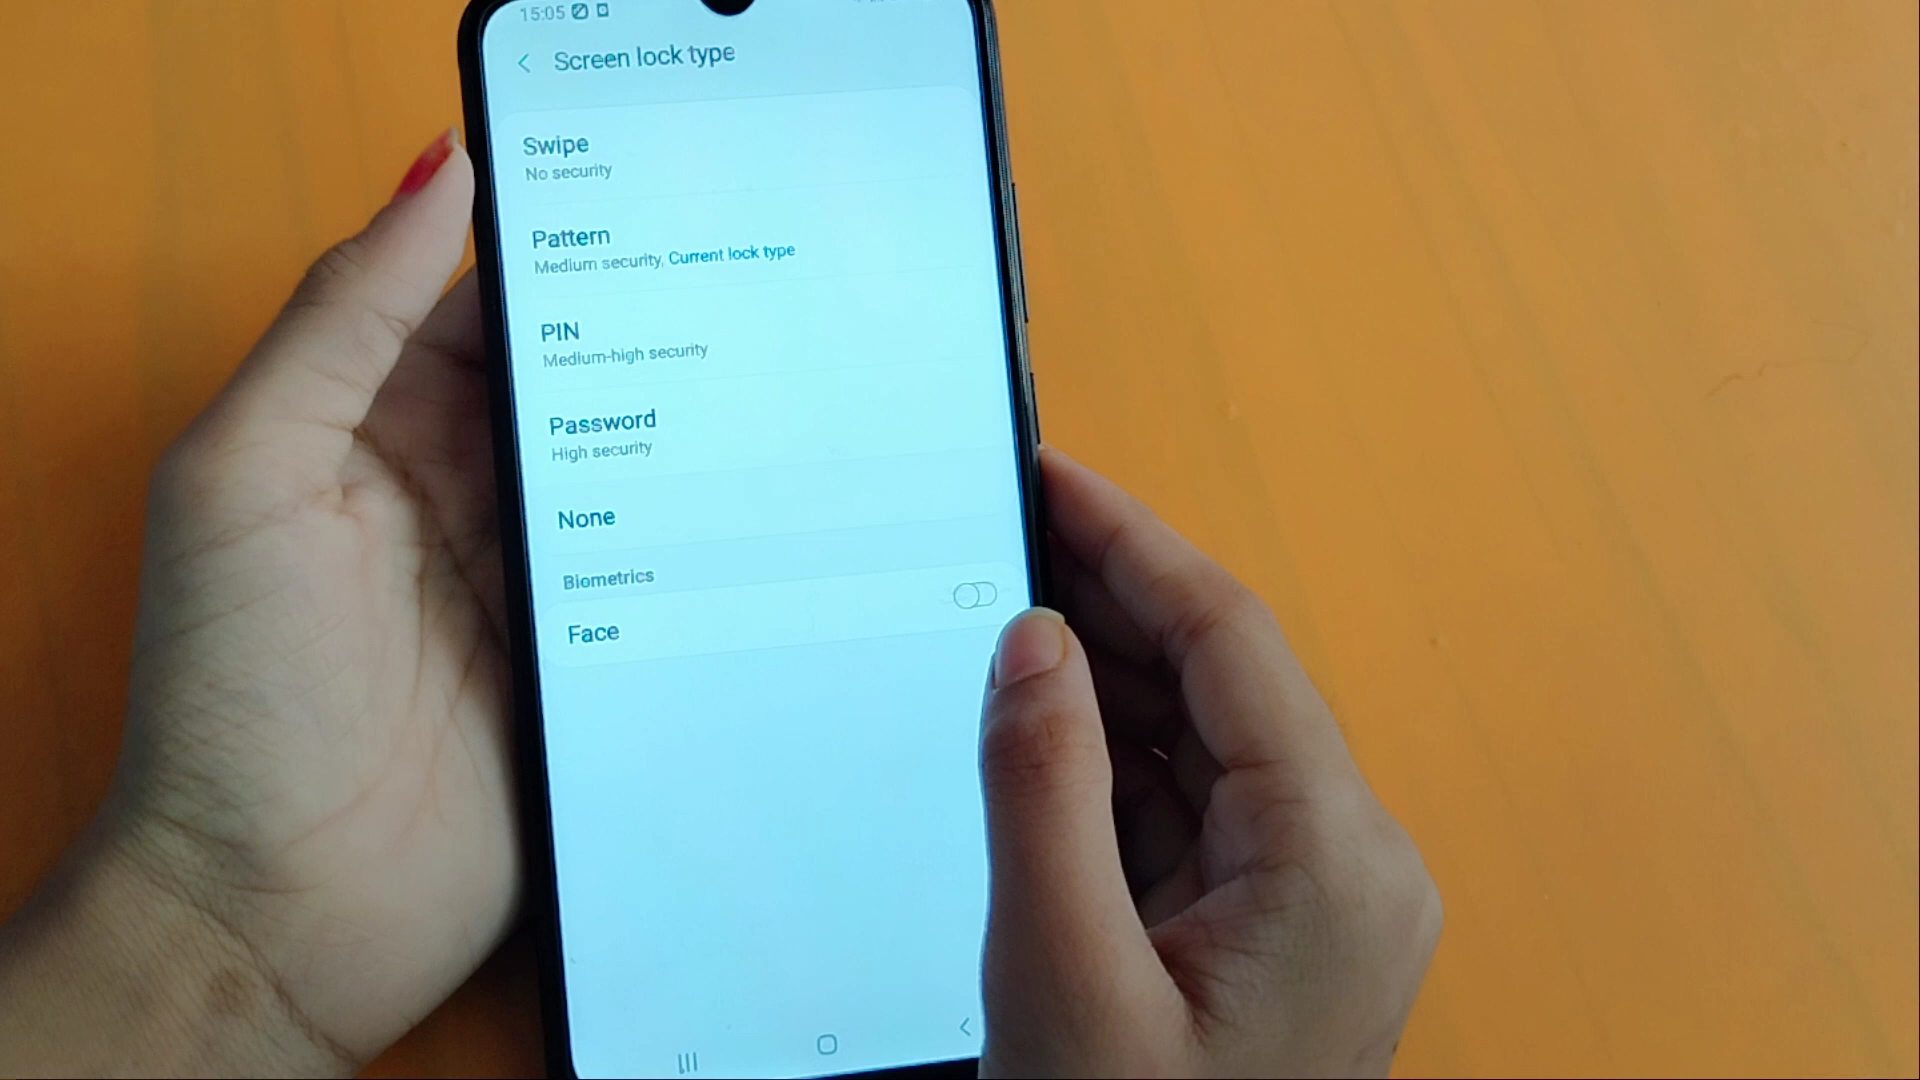 15:05
Screen lock type
Swipe
No security
Pattern
Medium security, Current lock type
PIN
Medium-high security
Password
High security
None
Biometrics
Face